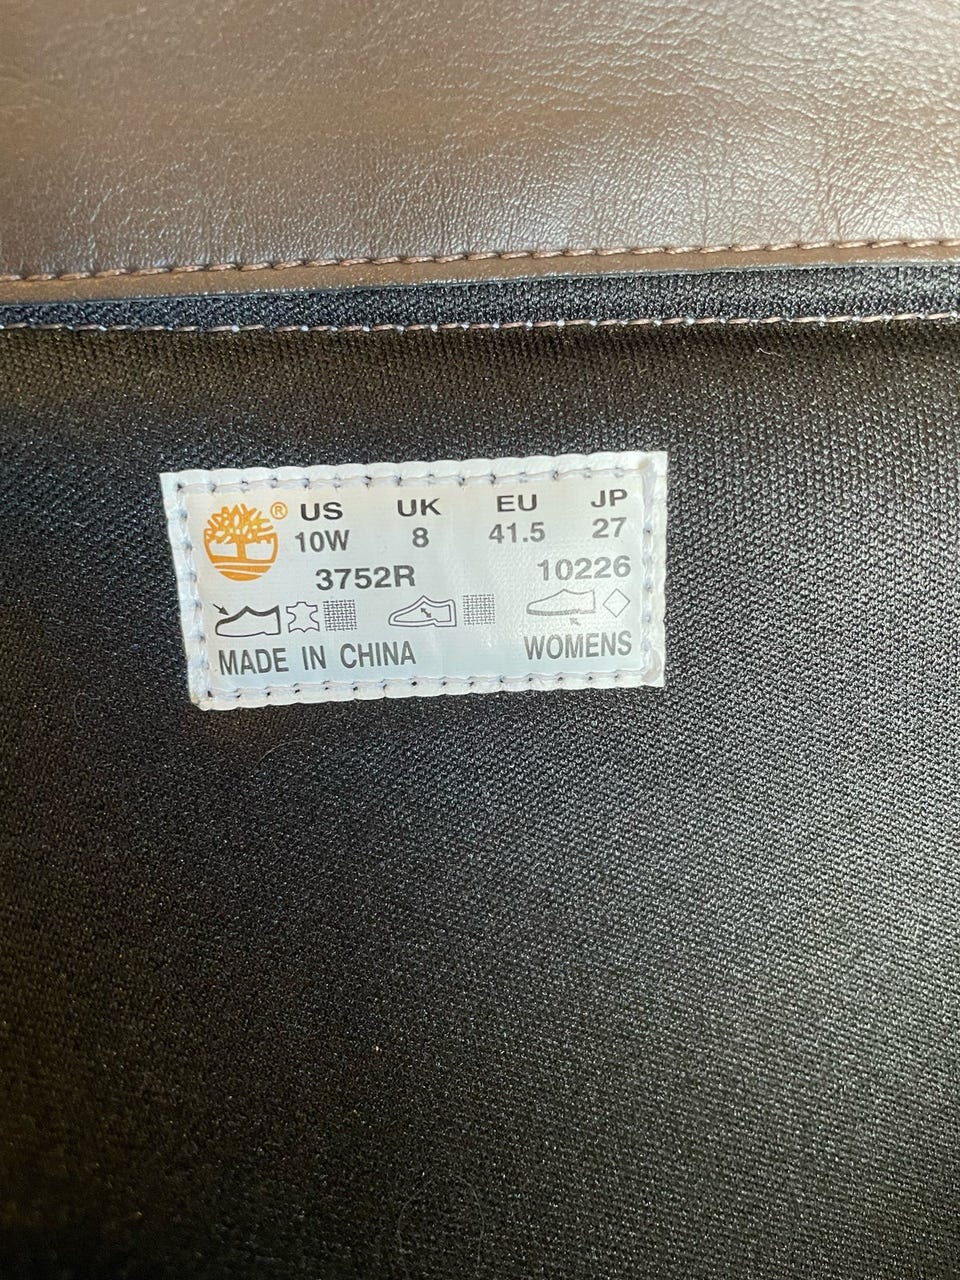 ® US UK EU JP
10W 8 41.5 27
3752R 10226
MADE IN CHINA WOMENS